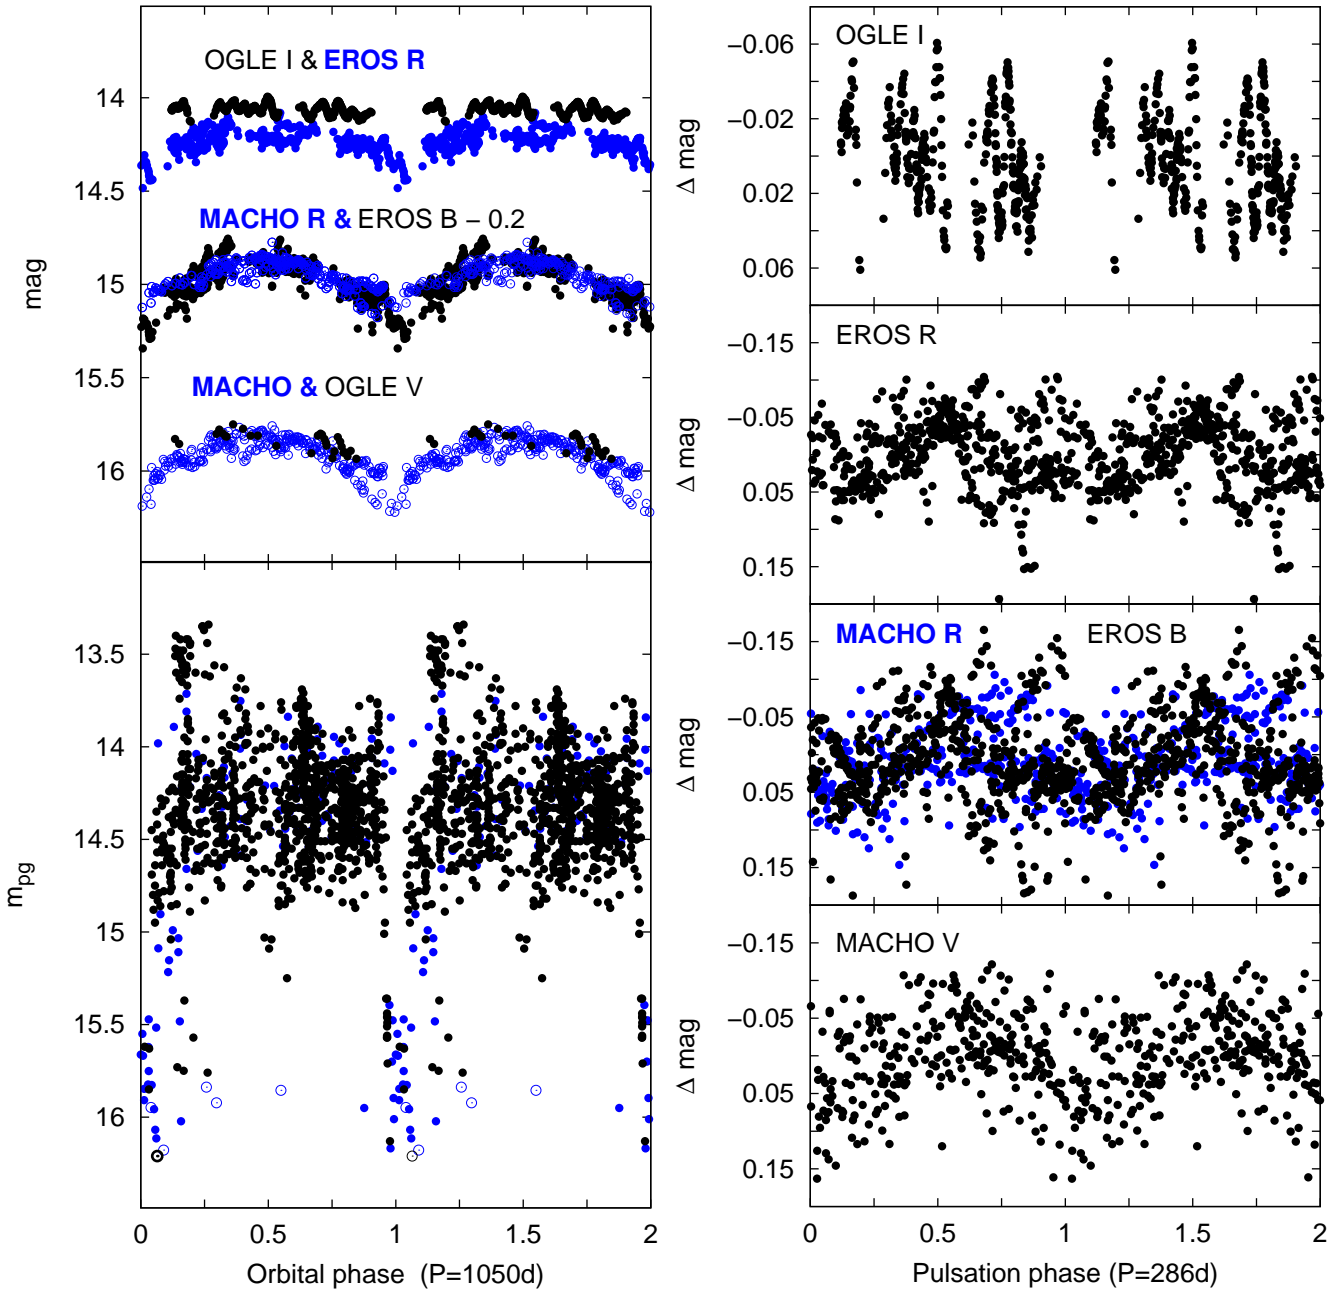 OGLE I & EROS R
14
14.5
MACHO R & EROS B – 0.2
15
mag
15.5
MACHO & OGLE V
16
13.5
14
14.5
m_pg
15
15.5
16
0 0.5 1 1.5 2
Orbital phase (P=1050d)
OGLE I
−0.06
−0.02
0.02
0.06
Δ mag
EROS R
−0.15
−0.05
0.05
0.15
Δ mag
MACHO R EROS B
−0.15
−0.05
0.05
0.15
Δ mag
MACHO V
−0.15
−0.05
0.05
0.15
Δ mag
0 0.5 1 1.5 2
Pulsation phase (P=286d)